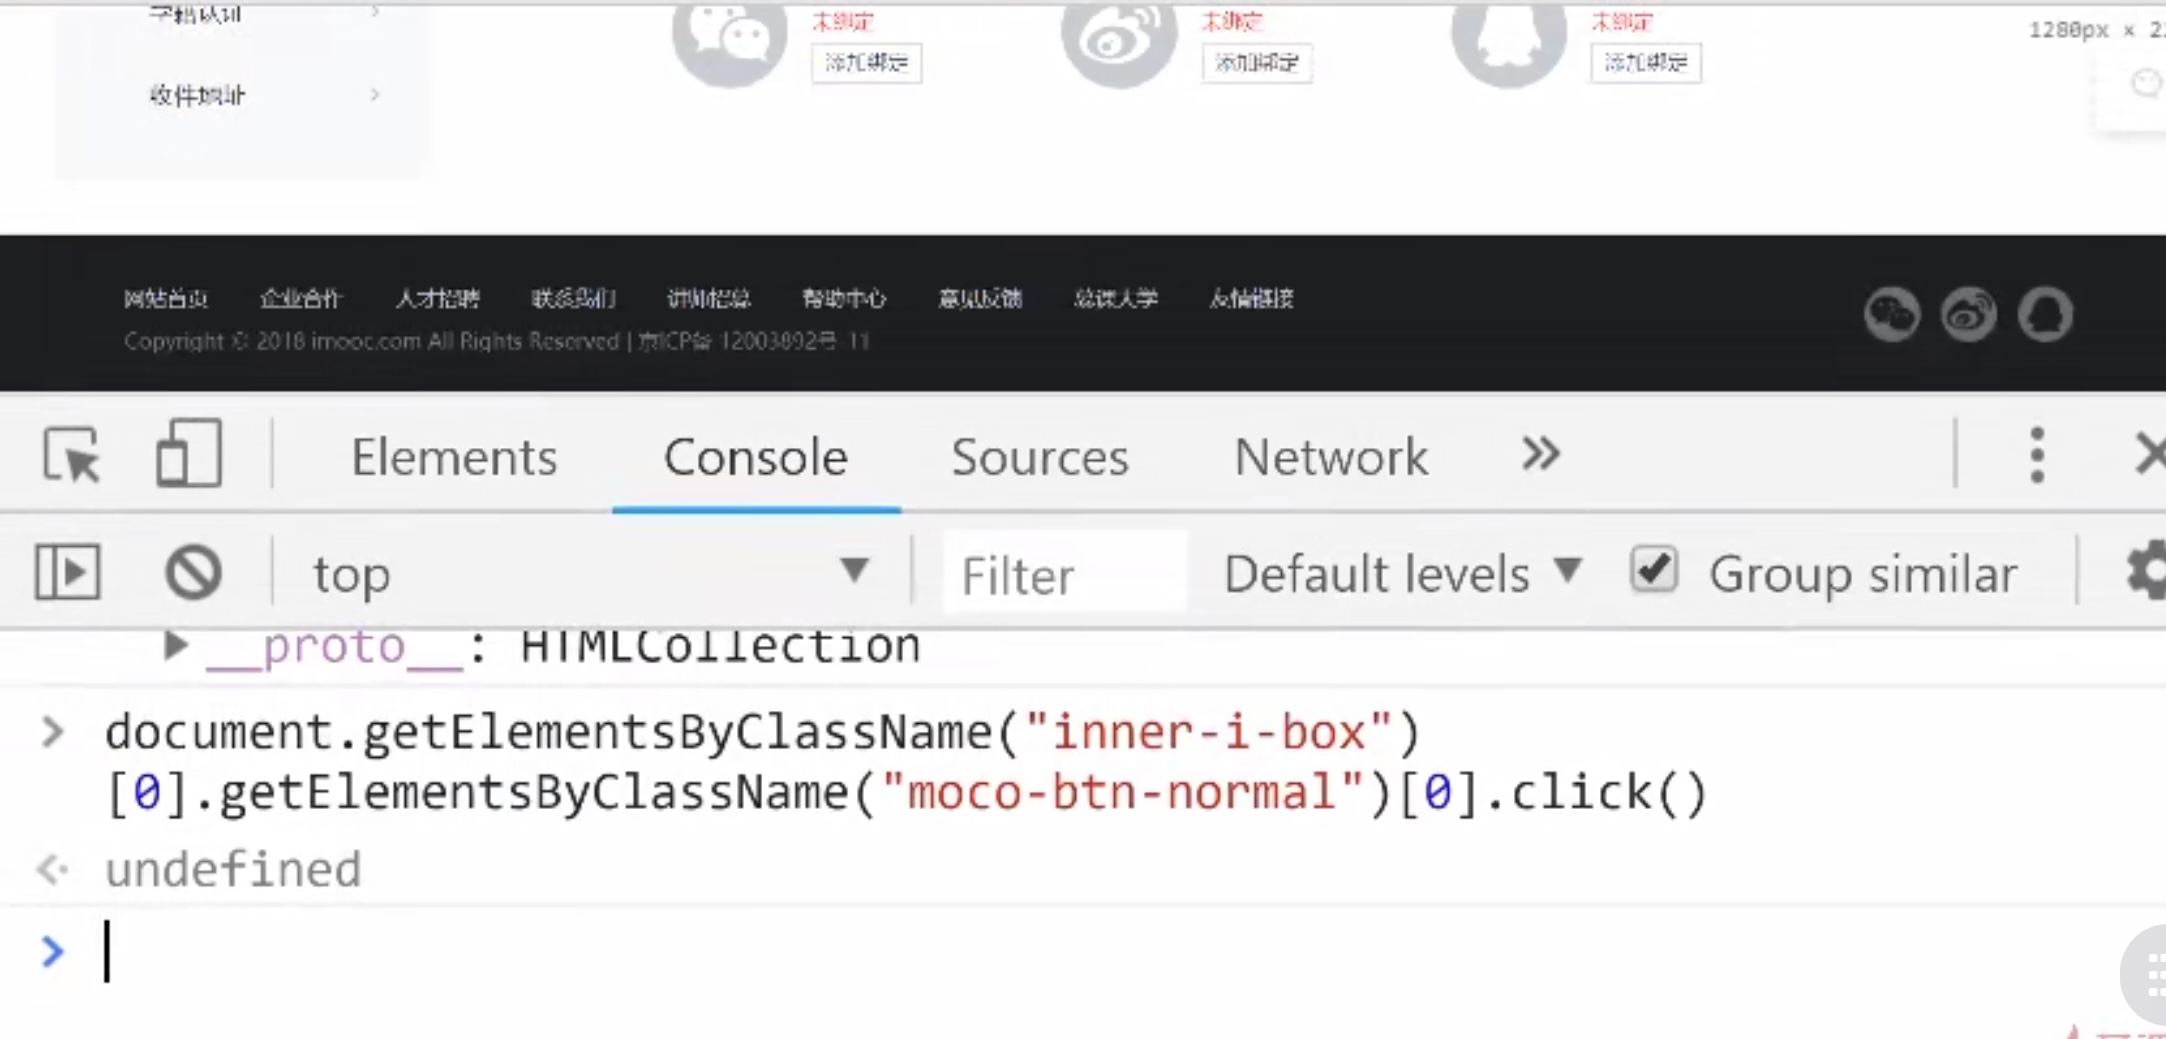 未绑定
未绑定
未绑定
1280px x 2
添加绑定
添加绑定
添加绑定
收件地址
网站首页 企业合作 人才招聘 联系我们 讲师招募 帮助中心 意见反馈 慕课大学 友情链接
Copyright © 2018 imooc.com All Rights Reserved | 京ICP备 12003892号-11
Elements Console Sources Network »
top Filter Default levels Group similar
__proto__: HTMLCollection
> document.getElementsByClassName("inner-i-box")
[0].getElementsByClassName("moco-btn-normal")[0].click()
undefined
>